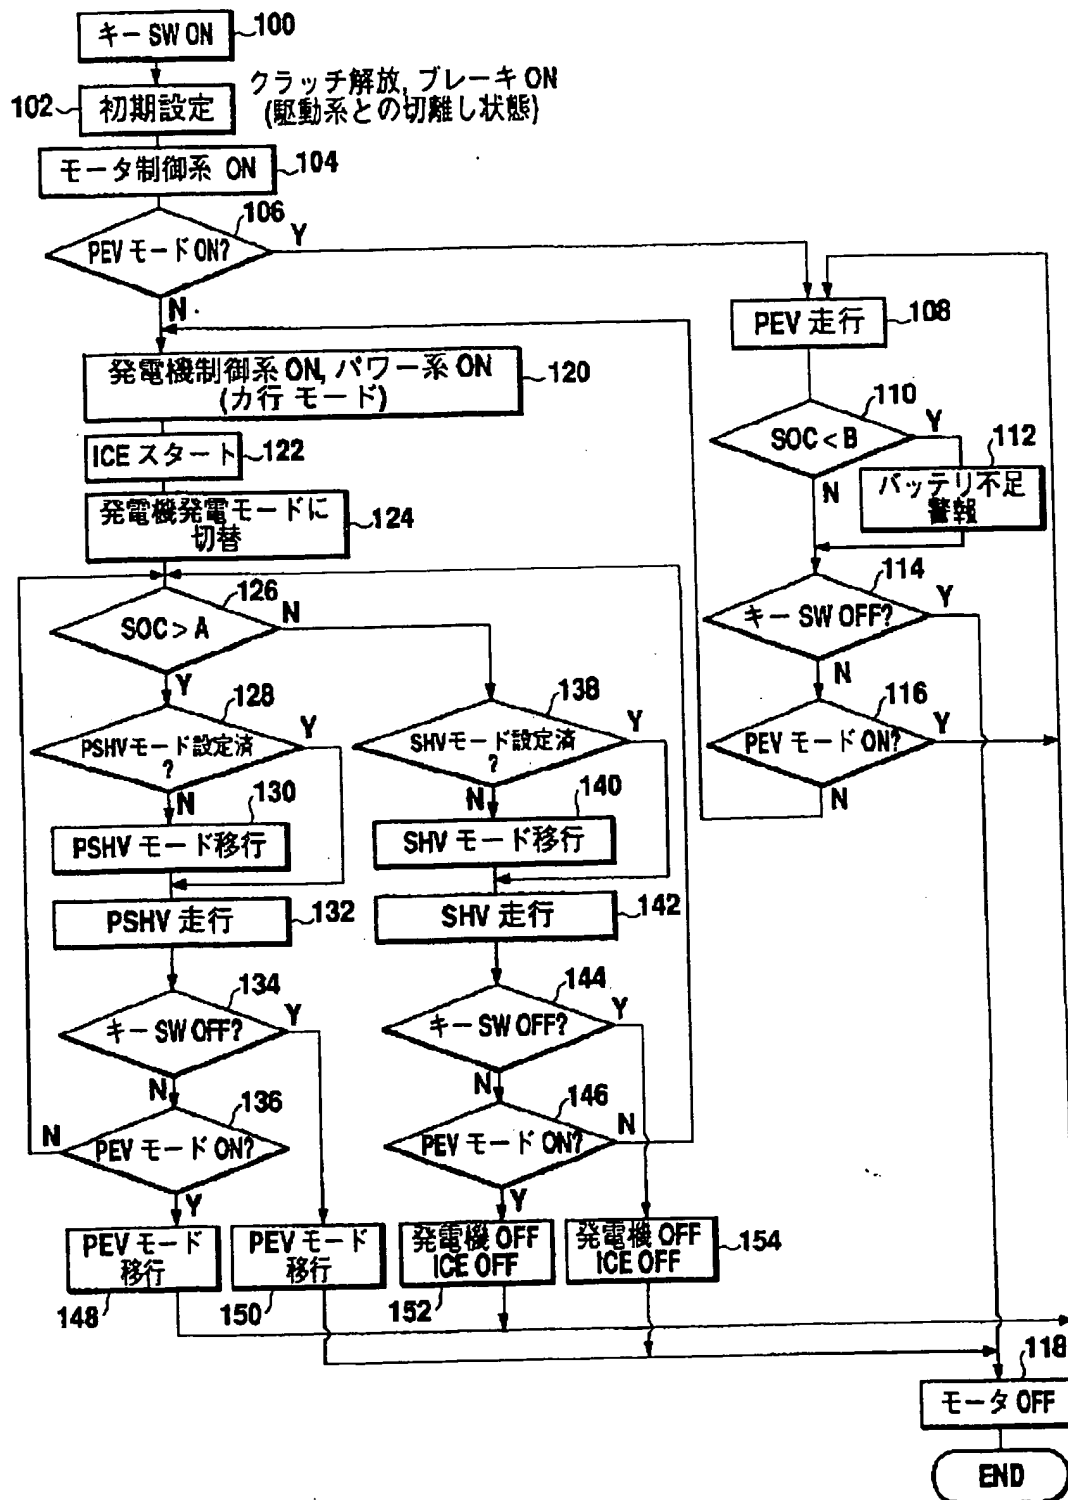 キー SW ON
100
クラッチ解放, ブレーキ ON
(駆動系との切離し状態)
102
初期設定
モータ制御系 ON
104
106
PEV モード ON?
Y
N
PEV 走行
108
発電機制御系 ON, パワー系 ON
(カ行 モード)
120
110
SOC < B
Y
N
112
バッテリ不足
警報
ICE スタート
122
発電機発電モードに
切替
124
114
キー SW OFF?
Y
N
126
SOC > A
N
Y
116
PEV モード ON?
Y
N
128
PSHVモード設定済
?
Y
N
138
SHVモード設定済
?
Y
N
130
PSHV モード移行
140
SHV モード移行
PSHV 走行
132
SHV 走行
142
134
キー SW OFF?
Y
N
144
キー SW OFF?
Y
N
136
PEV モード ON?
N
Y
146
PEV モード ON?
N
Y
PEV モード
移行
148
PEV モード
移行
150
発電機 OFF
ICE OFF
152
発電機 OFF
ICE OFF
154
118
モータ OFF
END